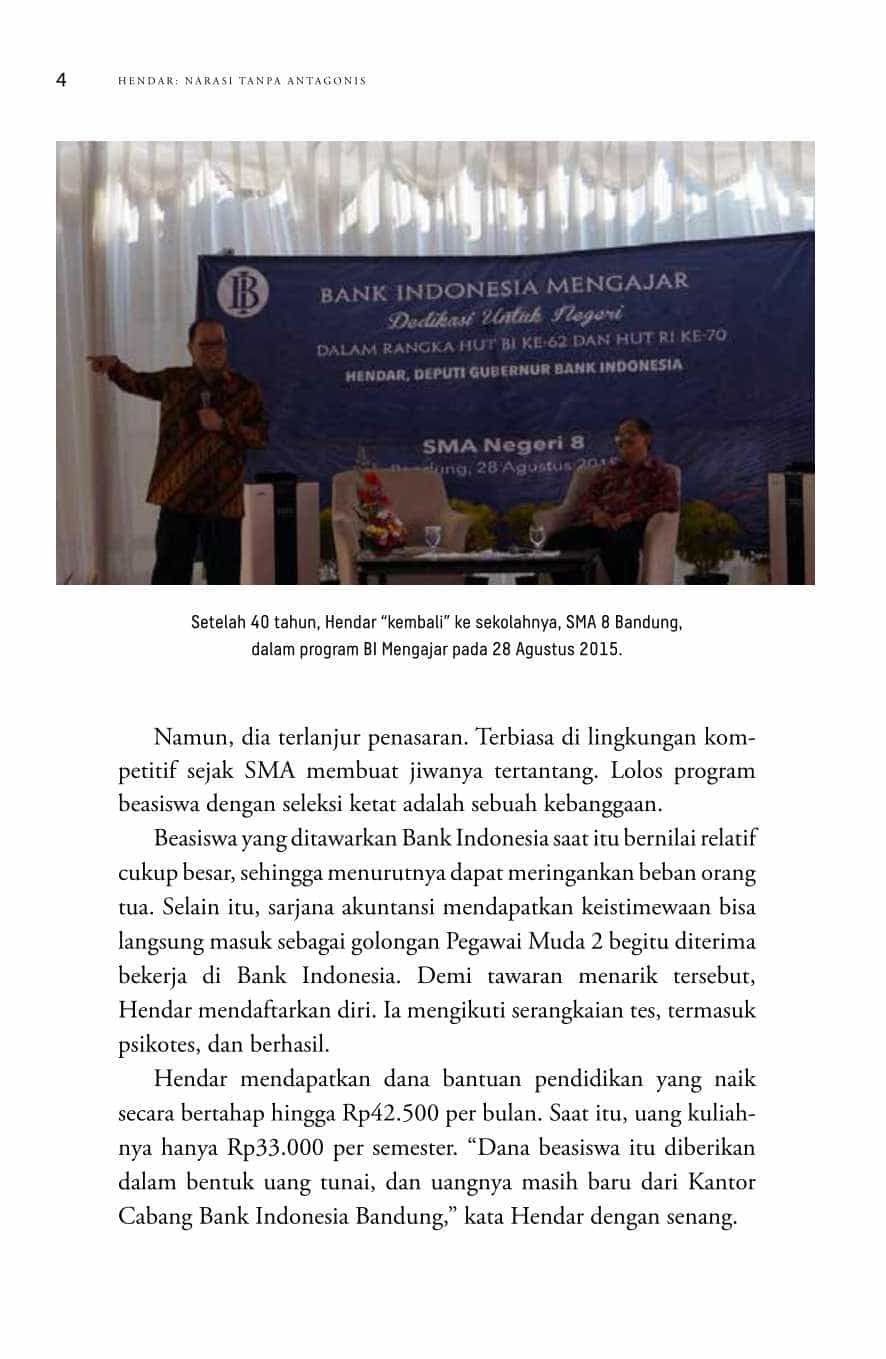 4
HENDAR: NARASI TANPA ANTAGONIS
BI
BANK INDONESIA MENGAJAR
Dedikasi Untuk Negeri
DALAM RANGKA HUT BI KE-62 DAN HUT RI KE-70
HENDAR, DEPUTI GUBERNUR BANK INDONESIA
SMA Negeri 8
28 Agustus
Setelah 40 tahun, Hendar “kembali” ke sekolahnya, SMA 8 Bandung,
dalam program BI Mengajar pada 28 Agustus 2015.
Namun, dia terlanjur penasaran. Terbiasa di lingkungan kom-
petitif sejak SMA membuat jiwanya tertantang. Lolos program
beasiswa dengan seleksi ketat adalah sebuah kebanggaan.
Beasiswa yang ditawarkan Bank Indonesia saat itu bernilai relatif
cukup besar, sehingga menurutnya dapat meringankan beban orang
tua. Selain itu, sarjana akuntansi mendapatkan keistimewaan bisa
langsung masuk sebagai golongan Pegawai Muda 2 begitu diterima
bekerja di Bank Indonesia. Demi tawaran menarik tersebut,
Hendar mendaftarkan diri. Ia mengikuti serangkaian tes, termasuk
psikotes, dan berhasil.
Hendar mendapatkan dana bantuan pendidikan yang naik
secara bertahap hingga Rp42.500 per bulan. Saat itu, uang kuliah-
nya hanya Rp33.000 per semester. “Dana beasiswa itu diberikan
dalam bentuk uang tunai, dan uangnya masih baru dari Kantor
Cabang Bank Indonesia Bandung,” kata Hendar dengan senang.